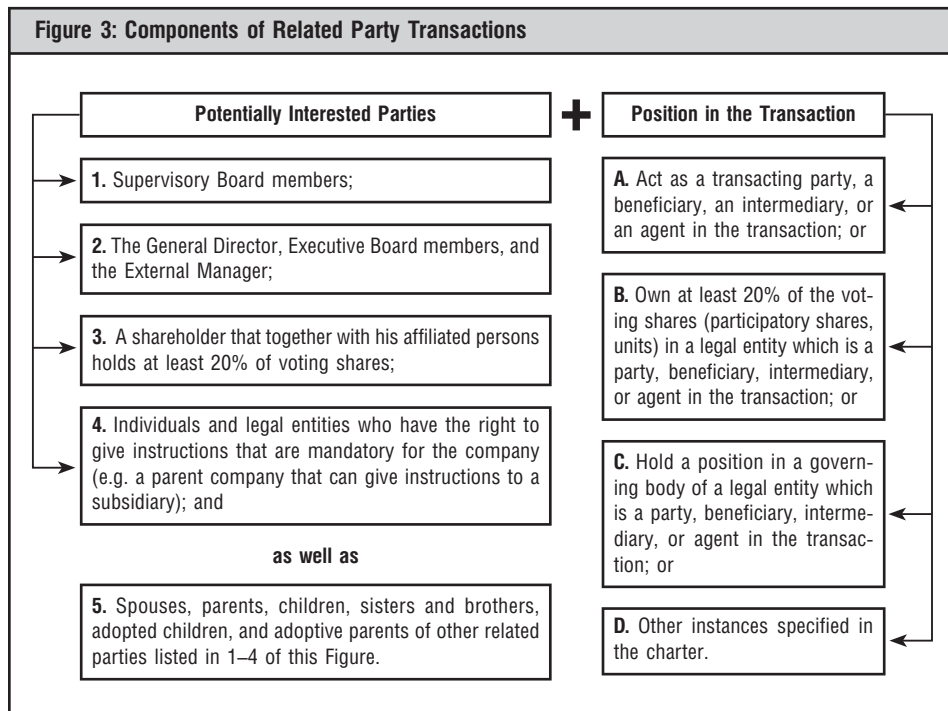 Figure 3: Components of Related Party Transactions
Potentially Interested Parties
1. Supervisory Board members;
2. The General Director, Executive Board members, and
the External Manager;
3. A shareholder that together with his affiliated persons
holds at least 20% of voting shares;
4. Individuals and legal entities who have the right to
give instructions that are mandatory for the company
(e.g. a parent company that can give instructions to a
subsidiary); and
as well as
5. Spouses, parents, children, sisters and brothers,
adopted children, and adoptive parents of other related
parties listed in 1–4 of this Figure.
+
Position in the Transaction
A. Act as a transacting party, a
beneficiary, an intermediary, or
an agent in the transaction; or
B. Own at least 20% of the vot-
ing shares (participatory shares,
units) in a legal entity which is a
party, beneficiary, intermediary,
or agent in the transaction; or
C. Hold a position in a govern-
ing body of a legal entity which
is a party, beneficiary, interme-
diary, or agent in the transac-
tion; or
D. Other instances specified in
the charter.